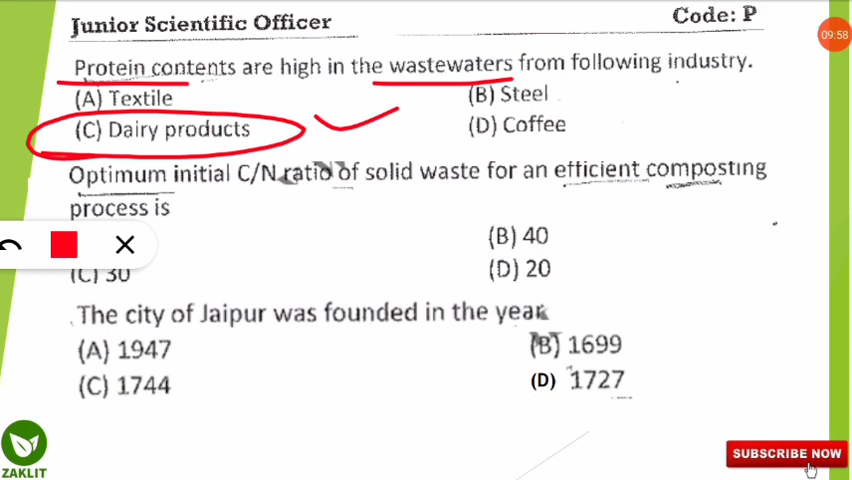 Junior Scientific Officer
Code: P
09:58
Protein contents are high in the wastewaters from following industry.
(A) Textile
(B) Steel
(C) Dairy products
(D) Coffee
Optimum initial C/N ratio of solid waste for an efficient composting
process is
(B) 40
(C) 30
(D) 20
The city of Jaipur was founded in the year
(A) 1947
(B) 1699
(C) 1744
(D) 1727
ZAKLIT
SUBSCRIBE NOW